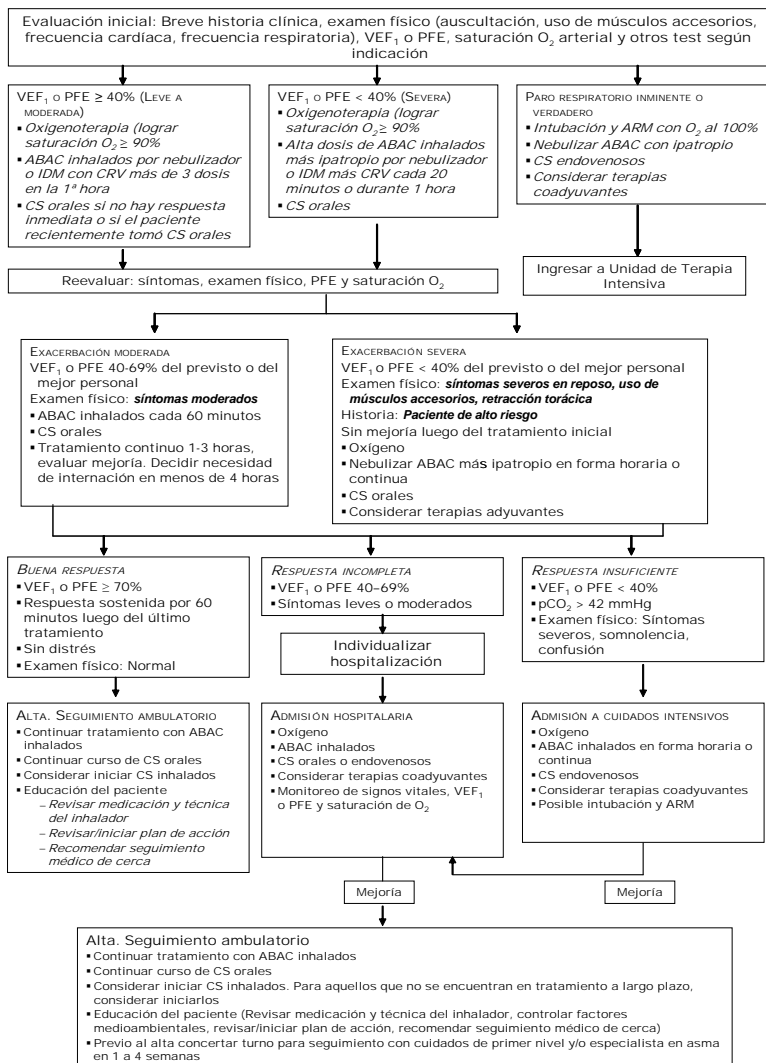 Evaluación inicial: Breve historia clínica, examen físico (auscultación, uso de músculos accesorios,
frecuencia cardíaca, frecuencia respiratoria), VEF₁ o PFE, saturación O₂ arterial y otros test según
indicación
VEF₁ o PFE ≥ 40% (LEVE A
MODERADA)
▪ Oxigenoterapia (lograr
saturación O₂ ≥ 90%
▪ ABAC inhalados por nebulizador
o IDM con CRV más de 3 dosis
en la 1ª hora
▪ CS orales si no hay respuesta
inmediata o si el paciente
recientemente tomó CS orales
VEF₁ o PFE < 40% (SEVERA)
▪ Oxigenoterapia (lograr
saturación O₂ ≥ 90%
▪ Alta dosis de ABAC inhalados
más ipatropio por nebulizador
o IDM más CRV cada 20
minutos o durante 1 hora
▪ CS orales
PARO RESPIRATORIO INMINENTE O
VERDADERO
▪ Intubación y ARM con O₂ al 100%
▪ Nebulizar ABAC con ipatropio
▪ CS endovenosos
▪ Considerar terapias
coadyuvantes
Reevaluar: síntomas, examen físico, PFE y saturación O₂
Ingresar a Unidad de Terapia
Intensiva
EXACERBACIÓN MODERADA
VEF₁ o PFE 40-69% del previsto o del
mejor personal
Examen físico: síntomas moderados
▪ ABAC inhalados cada 60 minutos
▪ CS orales
▪ Tratamiento continuo 1-3 horas,
evaluar mejoría. Decidir necesidad
de internación en menos de 4 horas
EXACERBACIÓN SEVERA
VEF₁ o PFE < 40% del previsto o del mejor personal
Examen físico: síntomas severos en reposo, uso de
músculos accesorios, retracción torácica
Historia: Paciente de alto riesgo
Sin mejoría luego del tratamiento inicial
▪ Oxígeno
▪ Nebulizar ABAC más ipatropio en forma horaria o
continua
▪ CS orales
▪ Considerar terapias adyuvantes
BUENA RESPUESTA
▪ VEF₁ o PFE ≥ 70%
▪ Respuesta sostenida por 60
minutos luego del último
tratamiento
▪ Sin distrés
▪ Examen físico: Normal
RESPUESTA INCOMPLETA
▪ VEF₁ o PFE 40–69%
▪ Síntomas leves o moderados
RESPUESTA INSUFICIENTE
▪ VEF₁ o PFE < 40%
▪ pCO₂ > 42 mmHg
▪ Examen físico: Síntomas
severos, somnolencia,
confusión
Individualizar
hospitalización
ALTA. SEGUIMIENTO AMBULATORIO
▪ Continuar tratamiento con ABAC
inhalados
▪ Continuar curso de CS orales
▪ Considerar iniciar CS inhalados
▪ Educación del paciente
– Revisar medicación y técnica
del inhalador
– Revisar/iniciar plan de acción
– Recomendar seguimiento
médico de cerca
ADMISIÓN HOSPITALARIA
▪ Oxígeno
▪ ABAC inhalados
▪ CS orales o endovenosos
▪ Considerar terapias coadyuvantes
▪ Monitoreo de signos vitales, VEF₁
o PFE y saturación de O₂
ADMISIÓN A CUIDADOS INTENSIVOS
▪ Oxígeno
▪ ABAC inhalados en forma horaria o
continua
▪ CS endovenosos
▪ Considerar terapias coadyuvantes
▪ Posible intubación y ARM
Mejoría
Mejoría
Alta. Seguimiento ambulatorio
▪ Continuar tratamiento con ABAC inhalados
▪ Continuar curso de CS orales
▪ Considerar iniciar CS inhalados. Para aquellos que no se encuentran en tratamiento a largo plazo,
considerar iniciarlos
▪ Educación del paciente (Revisar medicación y técnica del inhalador, controlar factores
medioambientales, revisar/iniciar plan de acción, recomendar seguimiento médico de cerca)
▪ Previo al alta concertar turno para seguimiento con cuidados de primer nivel y/o especialista en asma
en 1 a 4 semanas